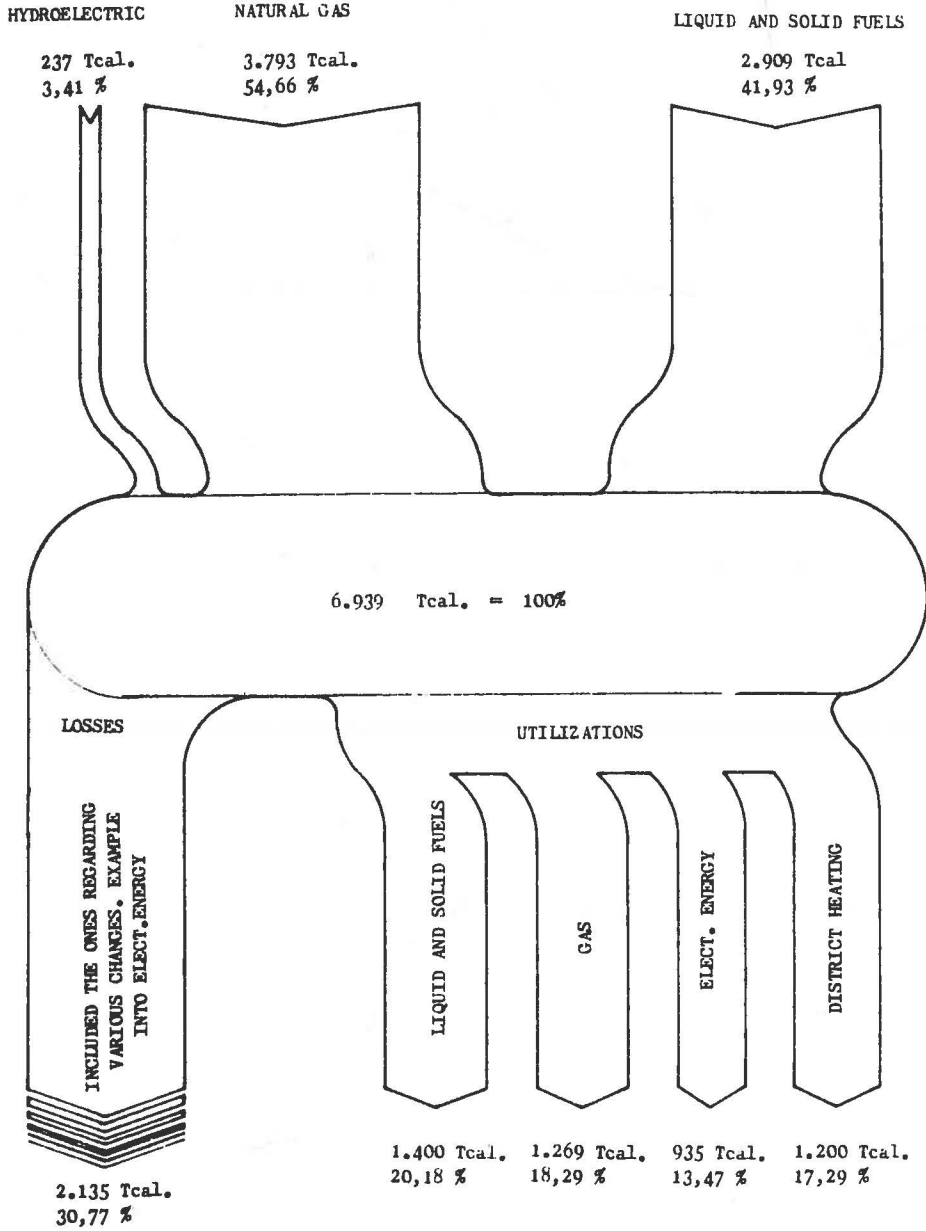 HYDROELECTRIC
237 Tcal.
3,41 %
NATURAL GAS
3.793 Tcal.
54,66 %
LIQUID AND SOLID FUELS
2.909 Tcal
41,93 %
6.939 Tcal. = 100%
LOSSES
INCLUDED THE ONES REGARDING
VARIOUS CHANGES. EXAMPLE
INTO ELECT.ENERGY
UTILIZATIONS
LIQUID AND SOLID FUELS
GAS
ELECT. ENERGY
DISTRICT HEATING
2.135 Tcal.
30,77 %
1.400 Tcal.
20,18 %
1.269 Tcal.
18,29 %
935 Tcal.
13,47 %
1.200 Tcal.
17,29 %